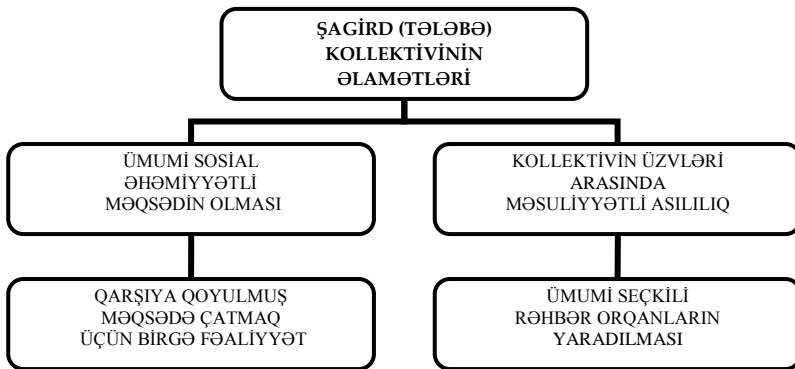 ŞAGİRD (TƏLƏBƏ)
KOLLEKTİVİNİN
ƏLAMƏTLƏRİ
ÜMUMİ SOSİAL
ƏHƏMİYYƏTLİ
MƏQSƏDİN OLMASI
KOLLEKTİVİN ÜZVLƏRİ
ARASINDA
MƏSULİYYƏTLİ ASILILIQ
QARŞIYA QOYULMUŞ
MƏQSƏDƏ ÇATMAQ
ÜÇÜN BİRGƏ FƏALİYYƏT
ÜMUMİ SEÇKİLİ
RƏHBƏR ORQANLARIN
YARADILMASI